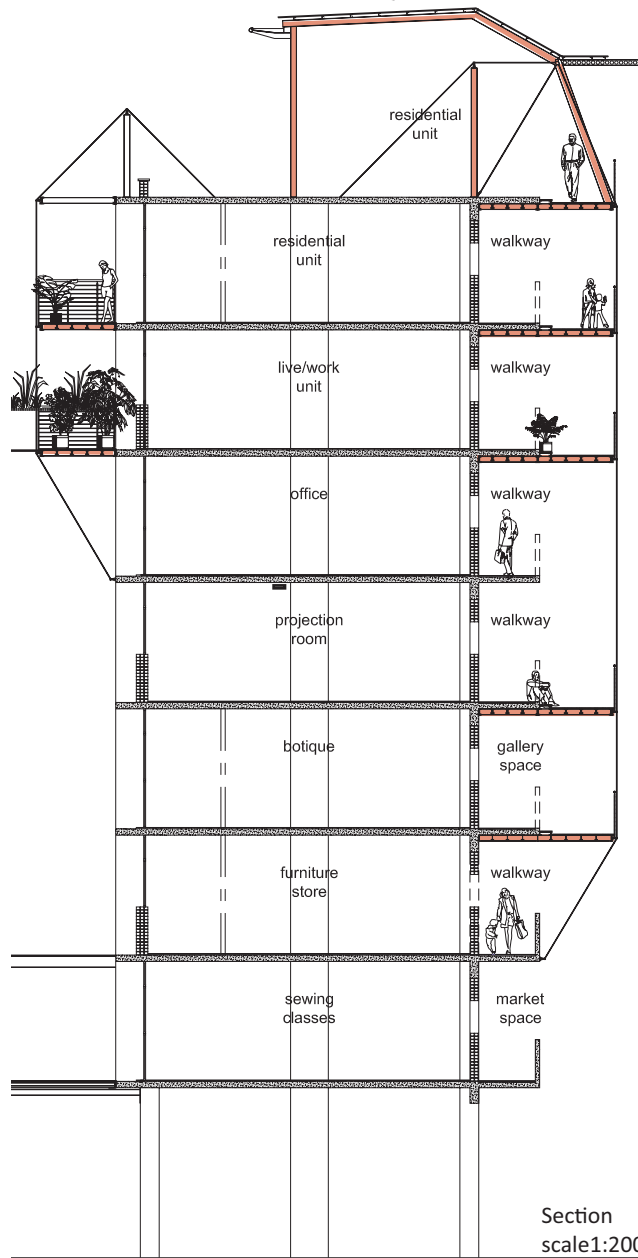 residential
unit
residential
unit
walkway
live/work
unit
walkway
office
walkway
projection
room
walkway
botique
gallery
space
furniture
store
walkway
sewing
classes
market
space
Section
scale1:200